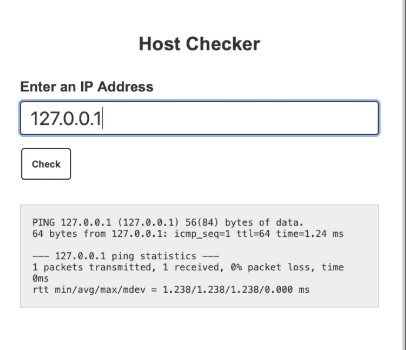 Host Checker
Enter an IP Address
127.0.0.1
Check
PING 127.0.0.1 (127.0.0.1) 56(84) bytes of data.
64 bytes from 127.0.0.1: icmp_seq=1 ttl=64 time=1.24 ms
--- 127.0.0.1 ping statistics ---
1 packets transmitted, 1 received, 0% packet loss, time
0ms
rtt min/avg/max/mdev = 1.238/1.238/1.238/0.000 ms